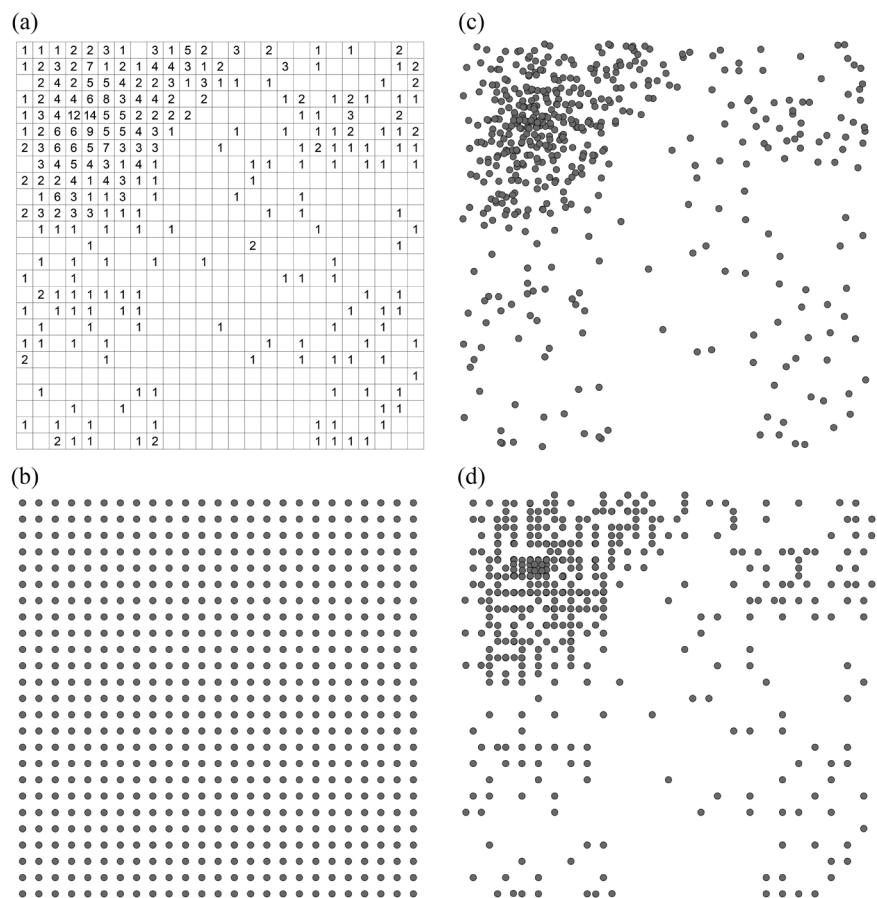 (a)
1 1 1 2 2 3 1 3 1 5 2 3 2 1 1 2
1 2 3 2 7 1 2 1 4 4 3 1 2 3 1 1 2
2 4 2 5 5 4 2 2 3 1 3 1 1 1 1 2
1 2 4 4 6 8 3 4 4 2 2 1 2 1 2 1 1 1
1 3 4 12 14 5 5 2 2 2 2 1 1 3 2
1 2 6 6 9 5 5 4 3 1 1 1 1 1 2 1 1 2
2 3 6 6 5 7 3 3 3 1 1 2 1 1 1 1 1
3 4 5 4 3 1 4 1 1 1 1 1 1 1 1
2 2 2 4 1 4 3 1 1 1
1 6 3 1 1 3 1 1 1
2 3 2 3 3 1 1 1 1 1 1
1 1 1 1 1 1 1 1
1 2 1
1 1 1 1 1 1
1 1 1 1 1
2 1 1 1 1 1 1 1 1
1 1 1 1 1 1 1 1 1
1 1 1 1 1 1
1 1 1 1 1 1 1
2 1 1 1 1 1 1
1
1 1 1 1 1 1
1 1 1 1
1 1 1 1 1 1 1
2 1 1 1 2 1 1 1 1
(c)
(b)
(d)